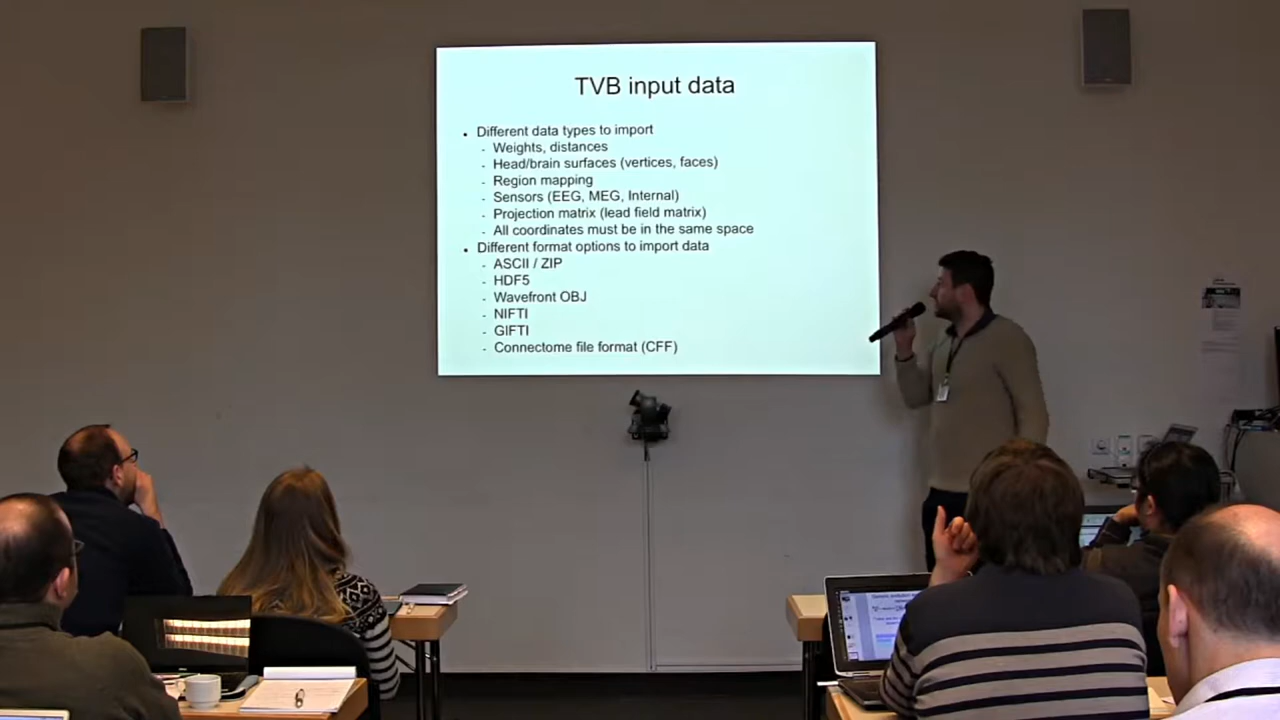 TVB input data
• Different data types to import
- Weights, distances
- Head/brain surfaces (vertices, faces)
- Region mapping
- Sensors (EEG, MEG, Internal)
- Projection matrix (lead field matrix)
- All coordinates must be in the same space
• Different format options to import data
- ASCII / ZIP
- HDF5
- Wavefront OBJ
- NIFTI
- GIFTI
- Connectome file format (CFF)